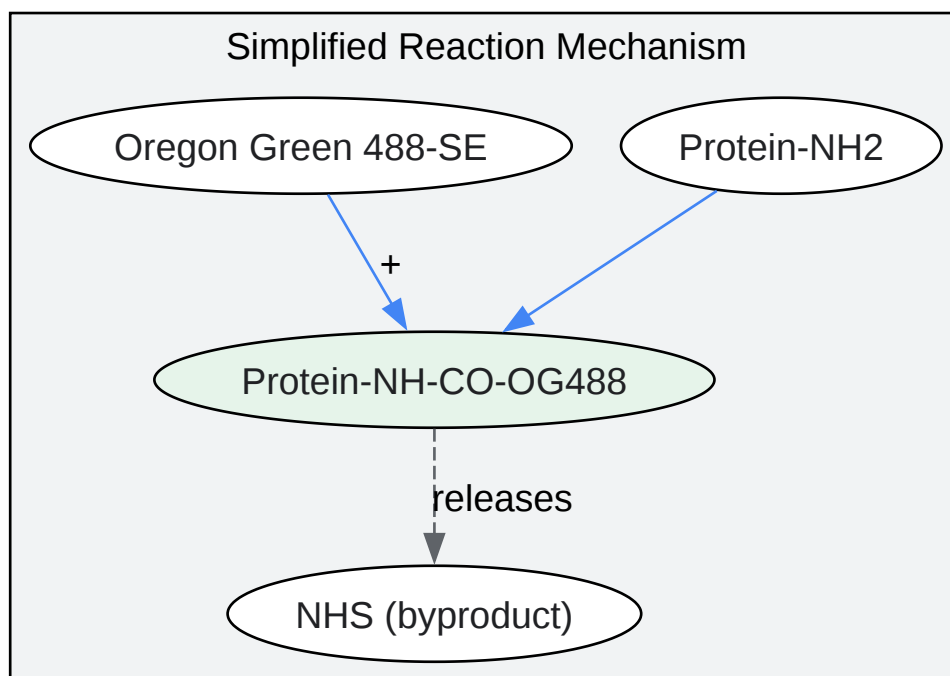 Simplified Reaction Mechanism
Oregon Green 488-SE
Protein-NH2
+
Protein-NH-CO-OG488
releases
NHS (byproduct)